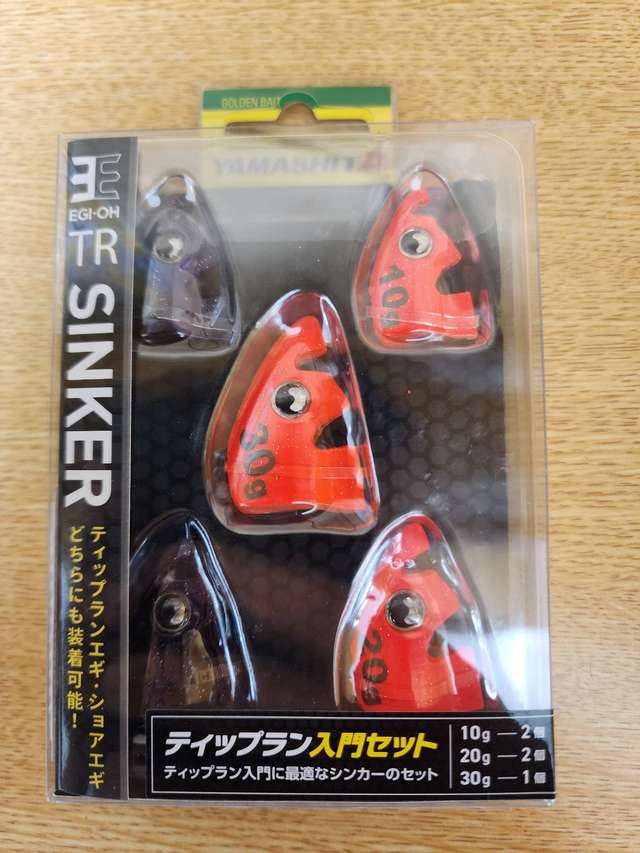 GOLDEN BAIT
YAMASHITA
EGI-OH
TR SINKER
ティップランエギ・ショアエギ
どちらにも装着可能！
10g
30g
20g
ティップラン入門セット
ティップラン入門に最適なシンカーのセット
10g — 2個
20g — 2個
30g — 1個